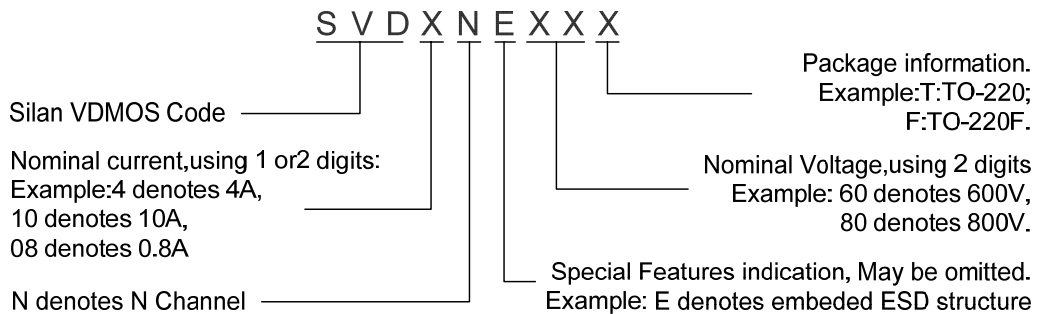 S V D X N E X X X
Package information.
Example:T:TO-220;
F:TO-220F.
Silan VDMOS Code
Nominal current,using 1 or2 digits:
Example:4 denotes 4A,
10 denotes 10A,
08 denotes 0.8A
Nominal Voltage,using 2 digits
Example: 60 denotes 600V,
80 denotes 800V.
Special Features indication, May be omitted.
Example: E denotes embeded ESD structure
N denotes N Channel